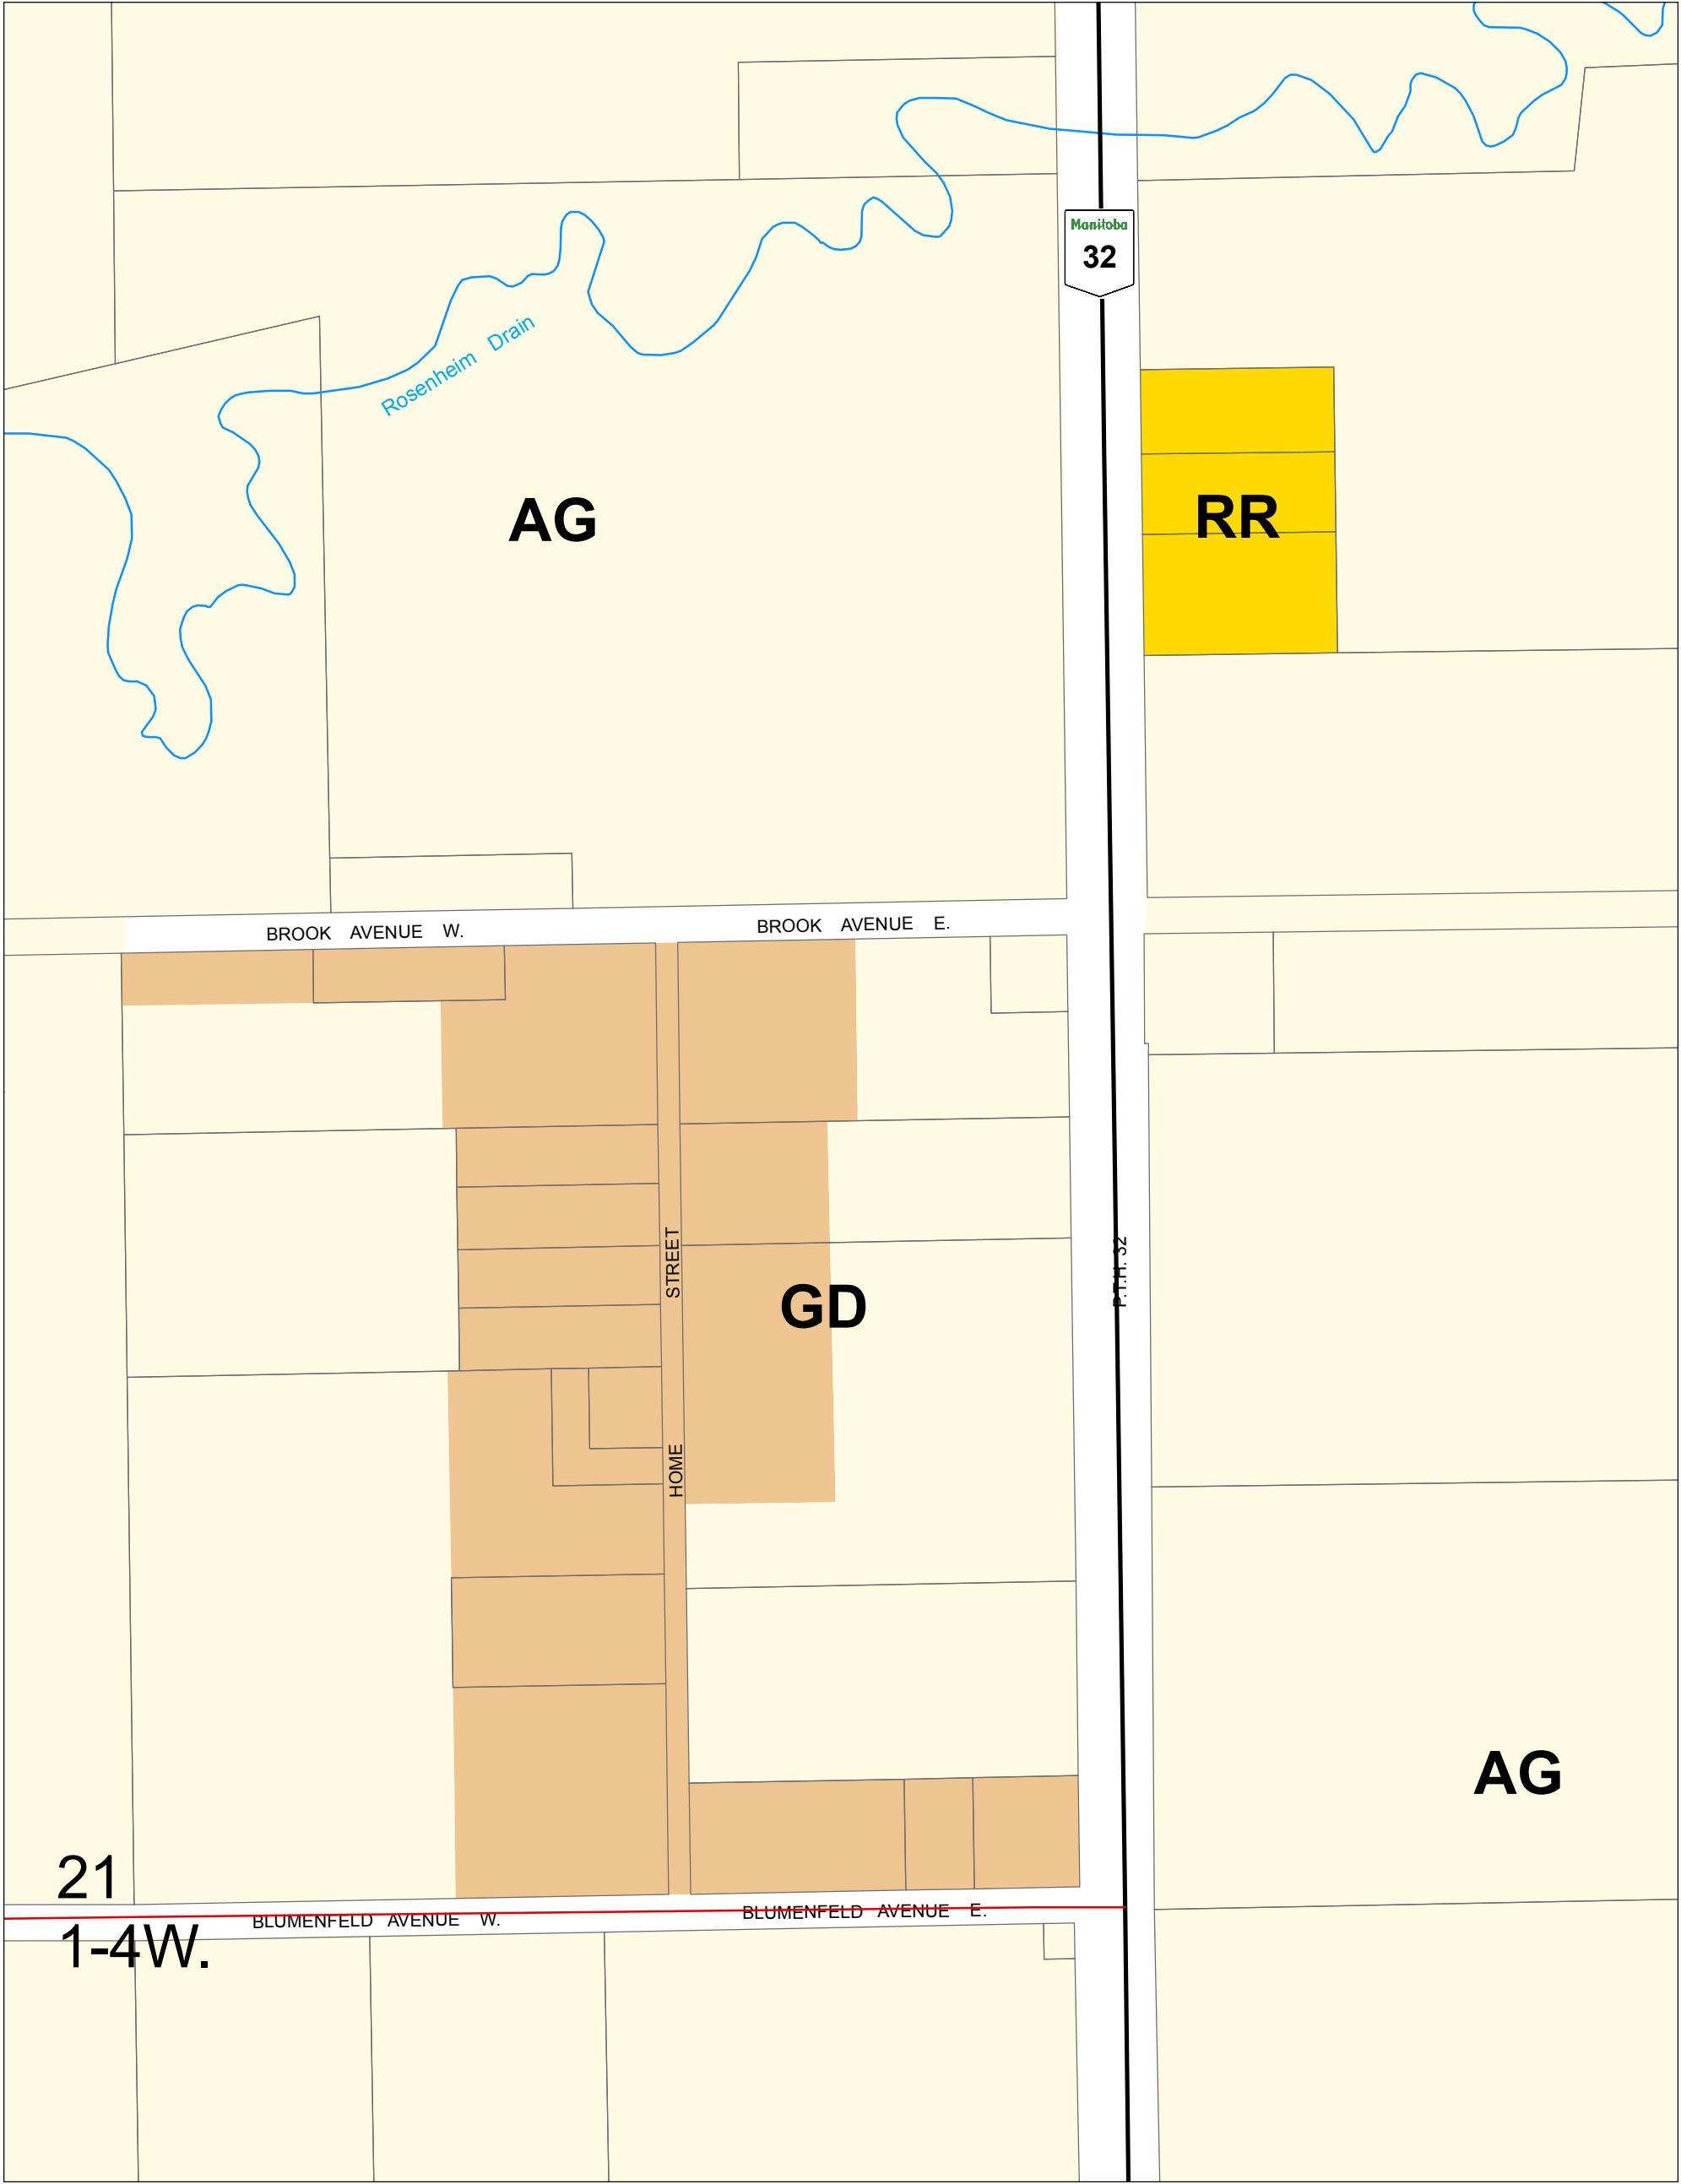 Manitoba
32
Rosenheim Drain
AG
RR
BROOK AVENUE W.
BROOK AVENUE E.
STREET
P.T.H. 32
GD
HOME
AG
21
BLUMENFELD AVENUE W.
BLUMENFELD AVENUE E.
1-4W.